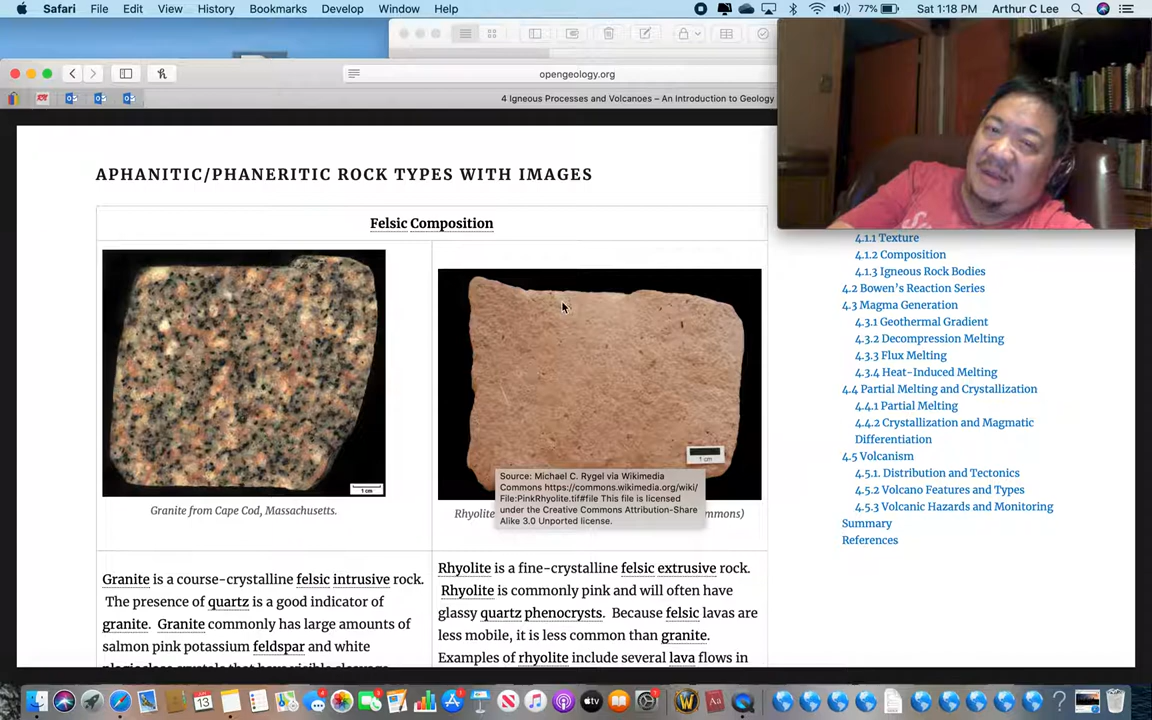 Safari File Edit View History Bookmarks Develop Window Help 77% Sat 1:18 PM Arthur C Lee
opengeology.org
4 Igneous Processes and Volcanoes – An Introduction to Geology
APHANITIC/PHANERITIC ROCK TYPES WITH IMAGES
Felsic Composition
1 cm
1 cm
Source: Michael C. Rygel via Wikimedia
Commons https://commons.wikimedia.org/wiki/
File:PinkRhyolite.tif#file This file is licensed
under the Creative Commons Attribution-Share
Alike 3.0 Unported license.
Granite from Cape Cod, Massachusetts.
Rhyolite mmons)
Granite is a course-crystalline felsic intrusive rock.
The presence of quartz is a good indicator of
granite. Granite commonly has large amounts of
salmon pink potassium feldspar and white
plagioclase crystals that have visible cleavage
Rhyolite is a fine-crystalline felsic extrusive rock.
Rhyolite is commonly pink and will often have
glassy quartz phenocrysts. Because felsic lavas are
less mobile, it is less common than granite.
Examples of rhyolite include several lava flows in
4.1.1 Texture
4.1.2 Composition
4.1.3 Igneous Rock Bodies
4.2 Bowen's Reaction Series
4.3 Magma Generation
4.3.1 Geothermal Gradient
4.3.2 Decompression Melting
4.3.3 Flux Melting
4.3.4 Heat-Induced Melting
4.4 Partial Melting and Crystallization
4.4.1 Partial Melting
4.4.2 Crystallization and Magmatic
Differentiation
4.5 Volcanism
4.5.1. Distribution and Tectonics
4.5.2 Volcano Features and Types
4.5.3 Volcanic Hazards and Monitoring
Summary
References